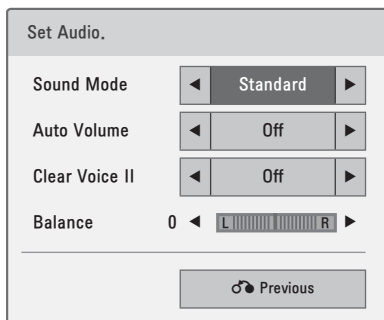 Set Audio.
Sound Mode ◀ Standard ▶
Auto Volume ◀ Off ▶
Clear Voice II ◀ Off ▶
Balance 0 ◀ L R ▶
Previous